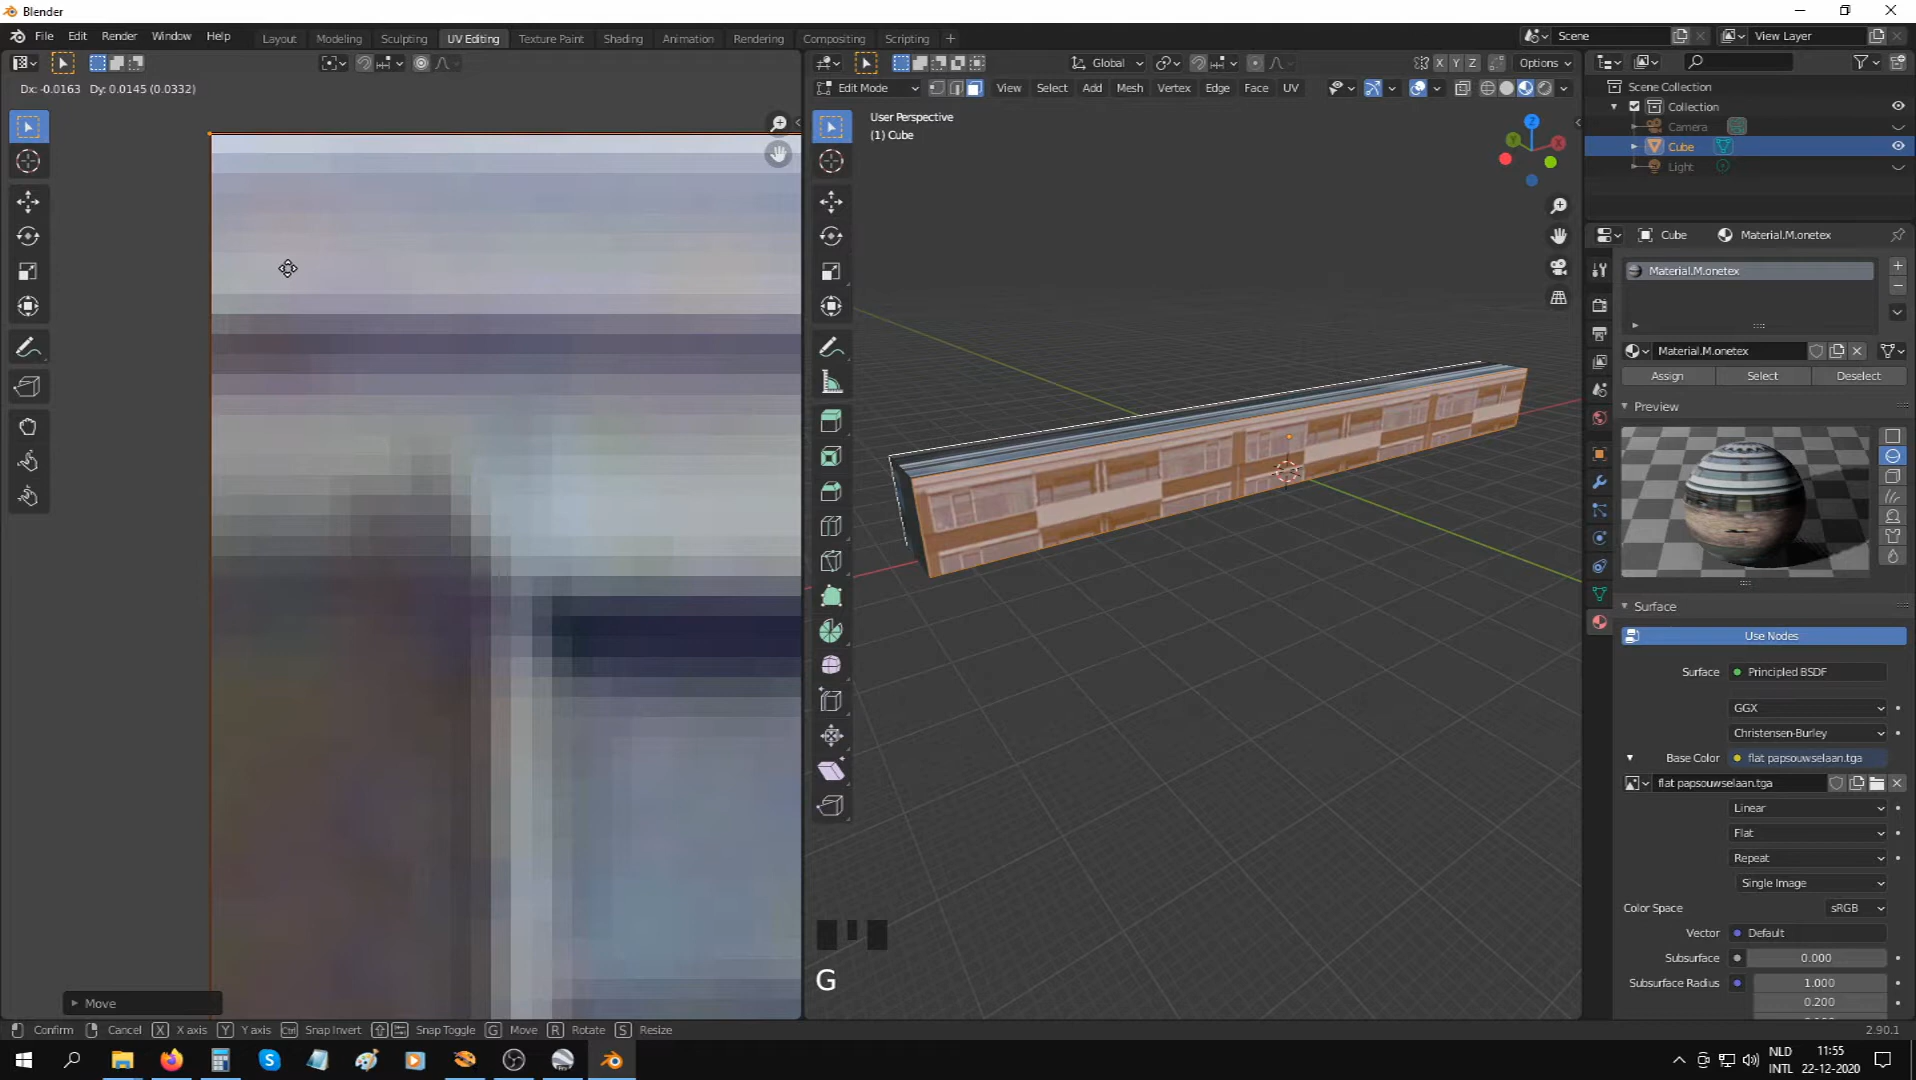 Blender
File Edit Render Window Help
Layout Modeling Sculpting UV Editing Texture Paint Shading Animation Rendering Compositing Scripting +
Scene
View Layer
Dx: -0.0163 Dy: 0.0145 (0.0332)
Global
X Y Z
Options
Edit Mode
View Select Add Mesh Vertex Edge Face UV
User Perspective
(1) Cube
Scene Collection
Collection
Camera
Cube
Light
Cube
Material.M.onetex
Material.M.onetex
Material.M.onetex
Assign Select Deselect
Preview
Surface
Use Nodes
Surface Principled BSDF
GGX
Christensen-Burley
Base Color flat papsouwselaan.tga
flat papsouwselaan.tga
Linear
Flat
Repeat
Single Image
Color Space sRGB
Vector Default
Subsurface 0.000
Subsurface Radius 1.000
0.200
G
Move
Confirm Cancel X X axis Y Y axis Ctrl Snap Invert Snap Toggle G Move R Rotate S Resize
2.90.1
NLD
INTL
11:55
22-12-2020